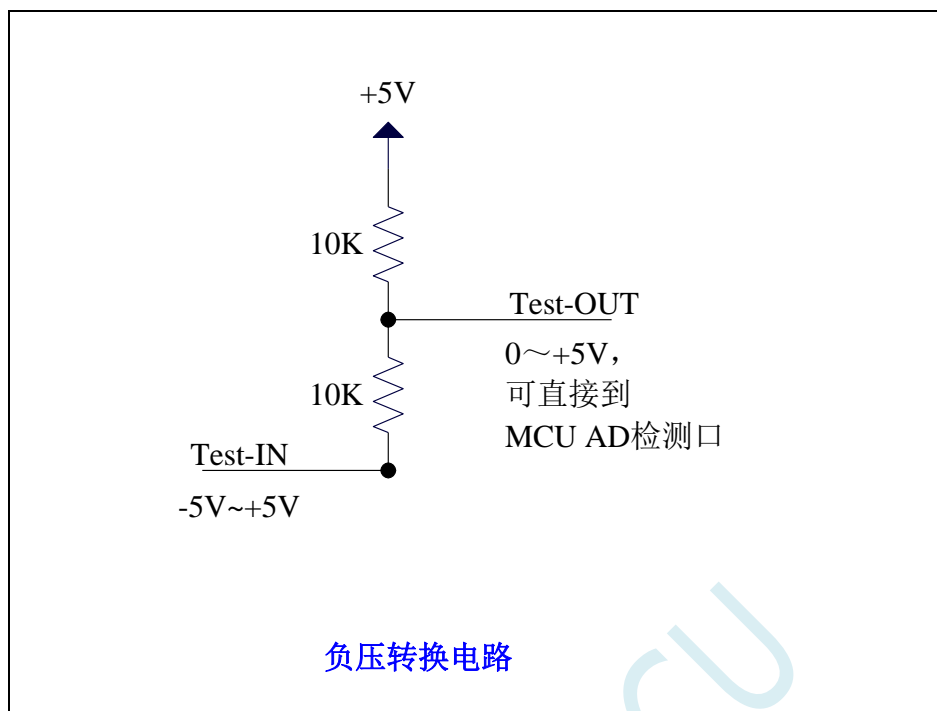 +5V
10K
Test-OUT
0～+5V，
可直接到
MCU AD检测口
10K
Test-IN
-5V~+5V
负压转换电路
CU